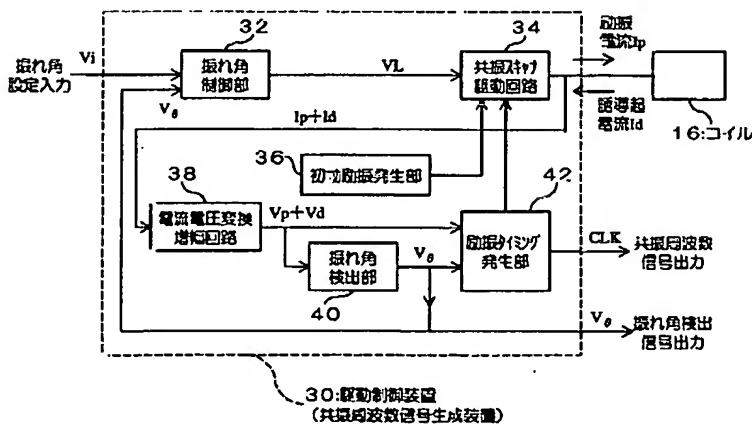 32
34
励振
電流Ip
振れ角
設定入力
Vi
振れ角
制御部
VL
共振スキャナ
駆動回路
Vθ
Ip+Id
誘導起
電流Id
16:コイル
36
初期励振発生部
38
42
電流電圧変換
増幅回路
Vp+Vd
励振タイミング
発生部
CLK
共振周波数
信号出力
振れ角
検出部
Vθ
40
Vθ
振れ角検出
信号出力
30:駆動制御装置
(共振周波数信号生成装置)